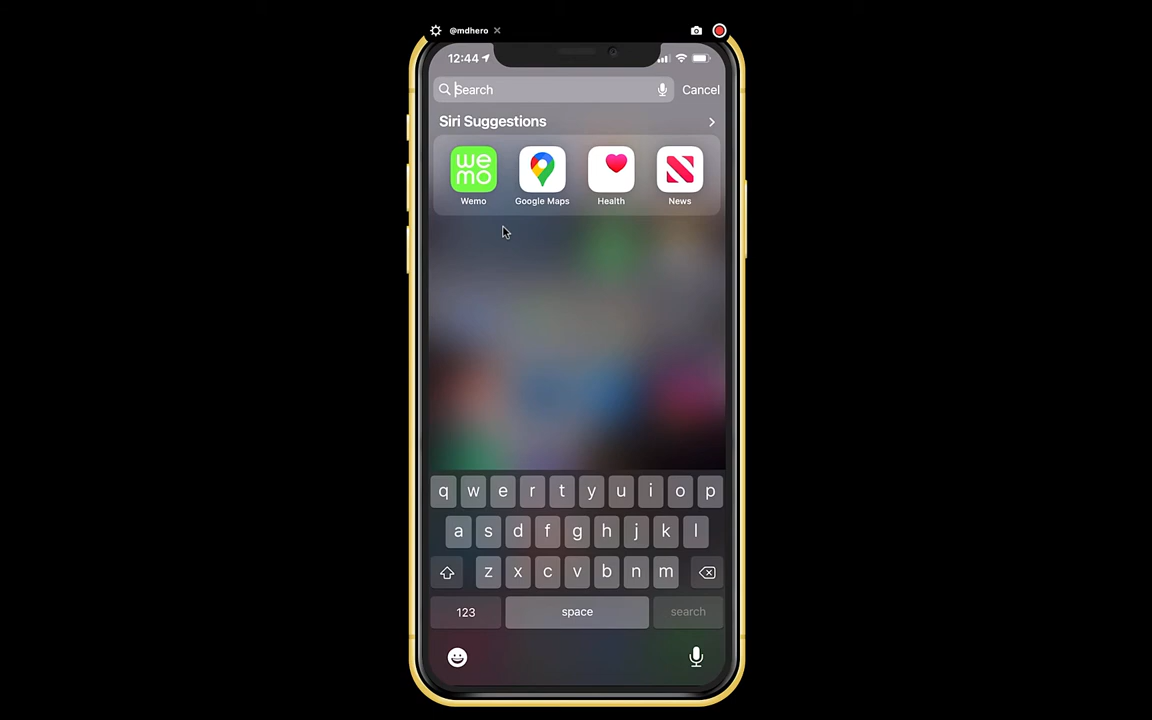 @mdhero
12:44
Search
Cancel
Siri Suggestions
we
mo
Wemo
Google Maps
Health
News
q w e r t y u i o p
a s d f g h j k l
z x c v b n m
123
space
search